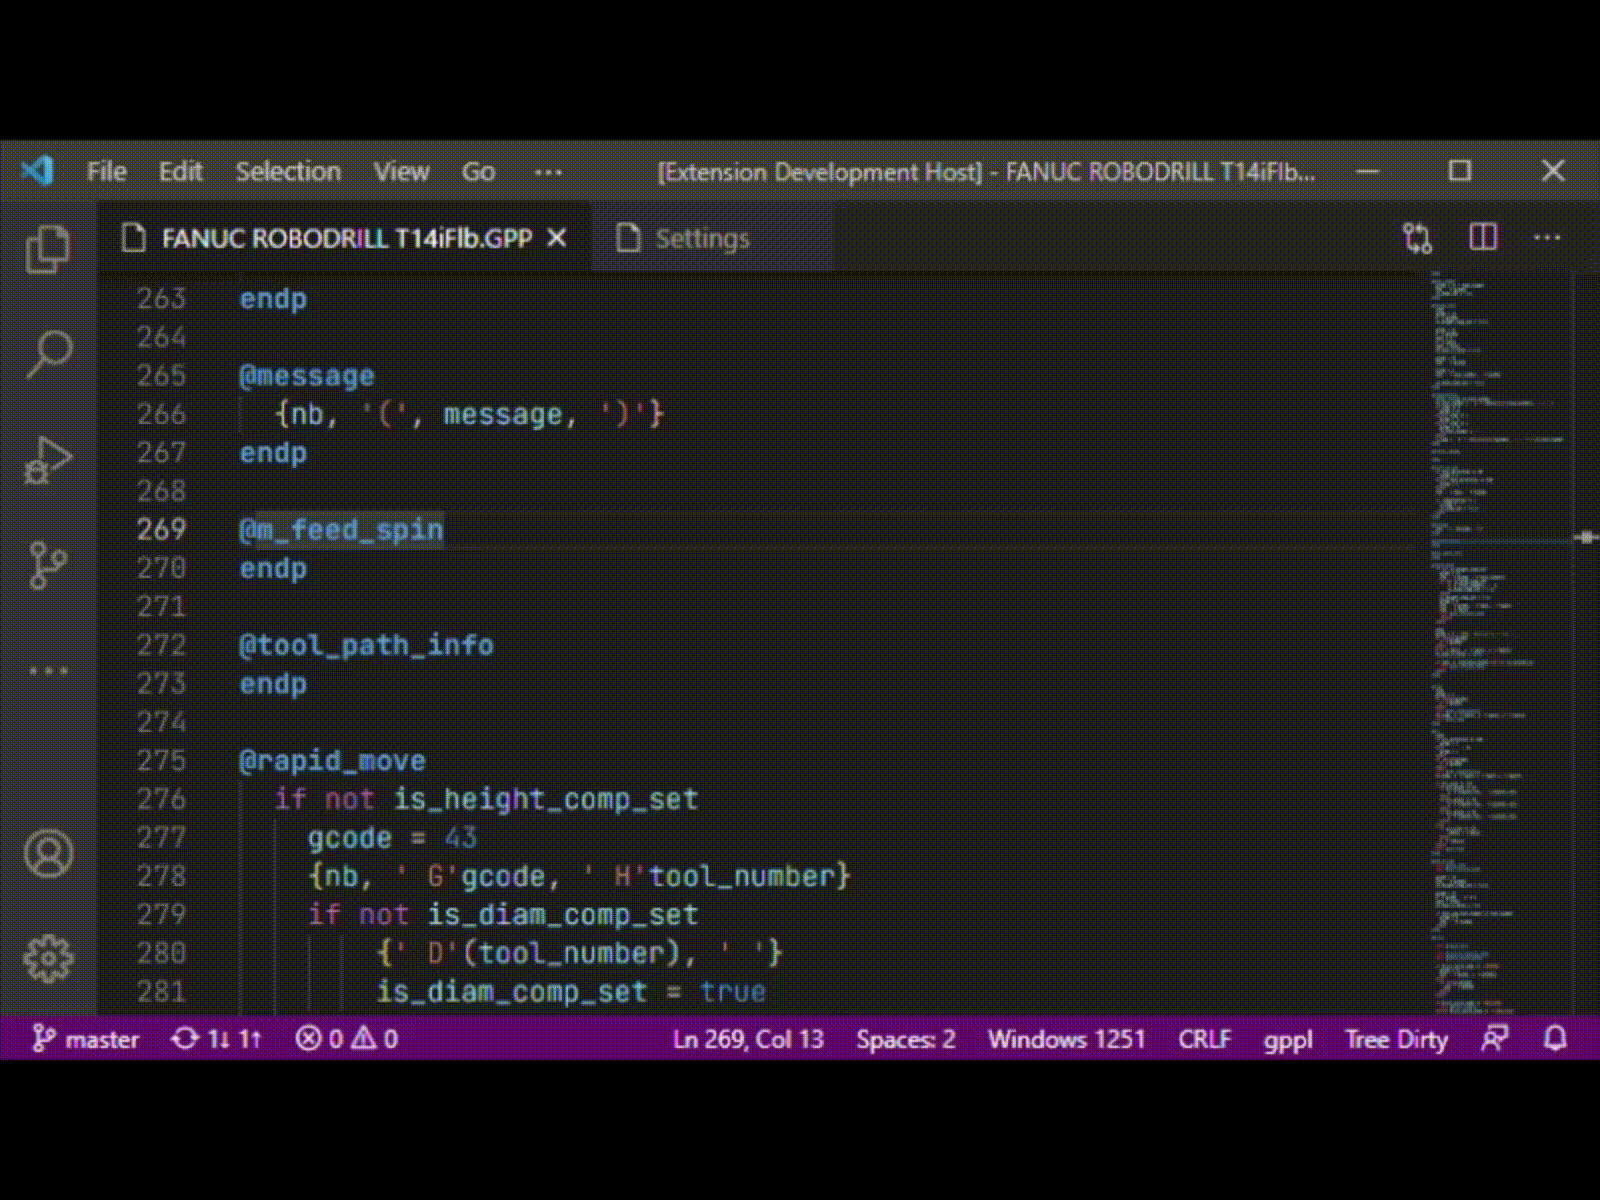 File Edit Selection View Go ··· [Extension Development Host] - FANUC ROBODRILL T14iFlb...
FANUC ROBODRILL T14iFlb.GPP Settings
263 endp
264
265 @message
266 {nb, '(', message, ')'}
267 endp
268
269 @m_feed_spin
270 endp
271
272 @tool_path_info
273 endp
274
275 @rapid_move
276 if not is_height_comp_set
277 gcode = 43
278 {nb, ' G'gcode, ' H'tool_number}
279 if not is_diam_comp_set
280 {' D'(tool_number), ' '}
281 is_diam_comp_set = true
master 1↓ 1↑ 0 0 Ln 269, Col 13 Spaces: 2 Windows 1251 CRLF gppl Tree Dirty